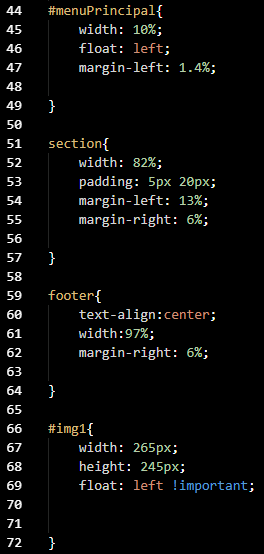 44 #menuPrincipal{
45 width: 10%;
46 float: left;
47 margin-left: 1.4%;
48
49 }
50
51 section{
52 width: 82%;
53 padding: 5px 20px;
54 margin-left: 13%;
55 margin-right: 6%;
56
57 }
58
59 footer{
60 text-align:center;
61 width:97%;
62 margin-right: 6%;
63
64 }
65
66 #img1{
67 width: 265px;
68 height: 245px;
69 float: left !important;
70
71
72 }